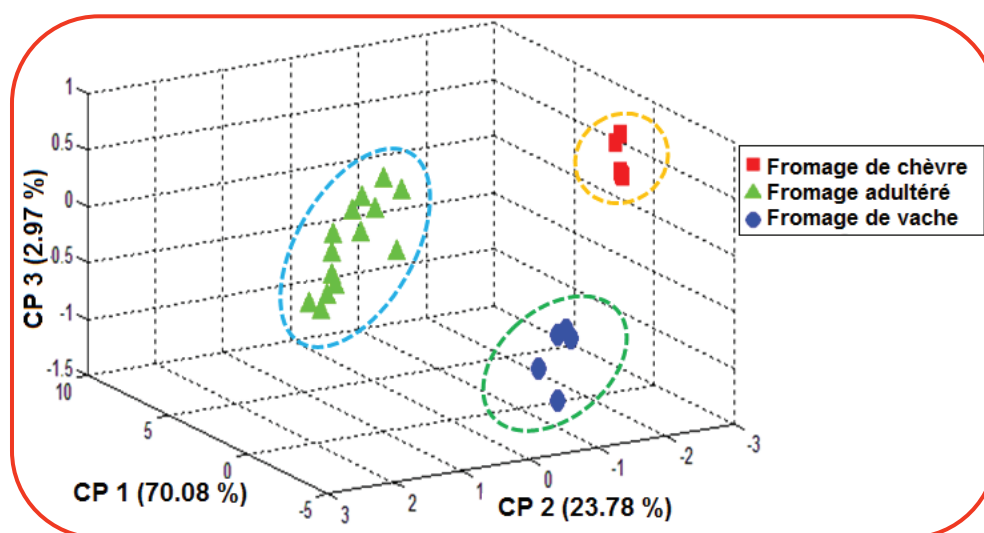 1
0.5
0
-0.5
-1
-1.5
CP 3 (2.97 %)
10
5
0
-5
CP 1 (70.08 %)
3
2
1
0
-1
-2
-3
CP 2 (23.78 %)
Fromage de chèvre
Fromage adultéré
Fromage de vache